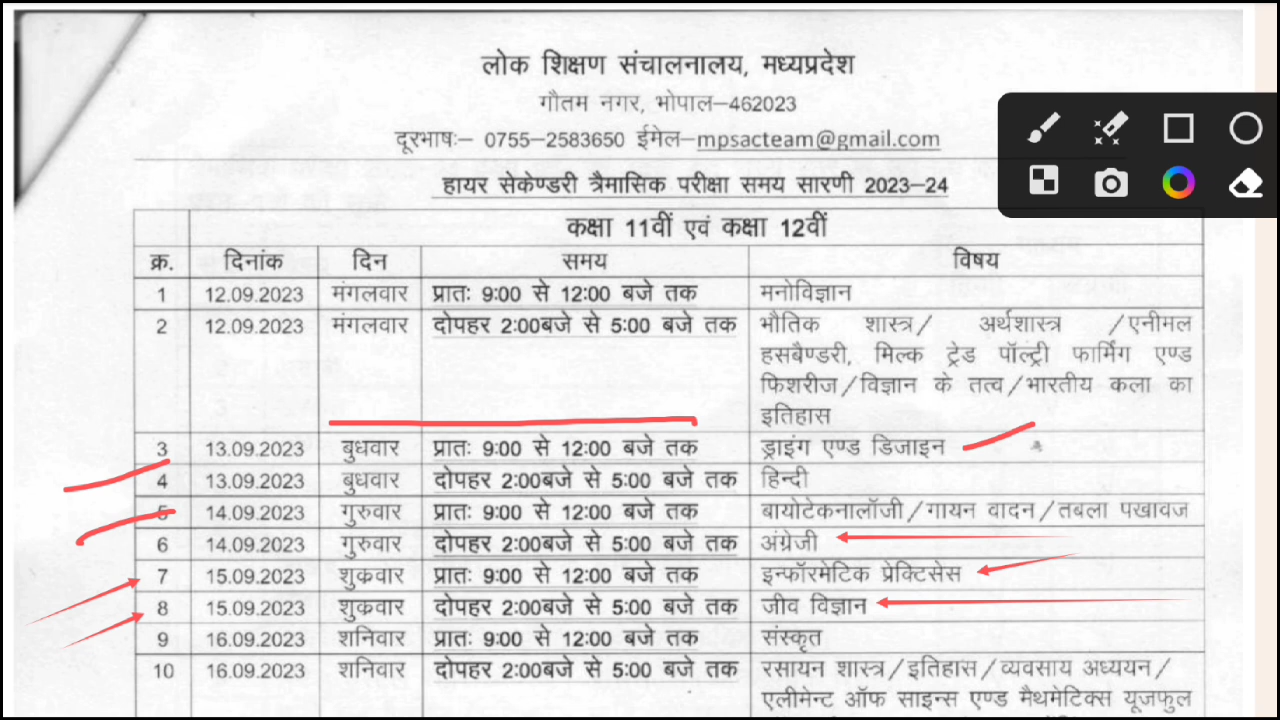 लोक शिक्षण संचालनालय, मध्यप्रदेश
गौतम नगर, भोपाल–462023
दूरभाषः– 0755–2583650 ईमेल–mpsacteam@gmail.com
हायर सेकेण्डरी त्रैमासिक परीक्षा समय सारणी 2023–24
कक्षा 11वीं एवं कक्षा 12वीं
क्र. दिनांक दिन समय विषय
1 12.09.2023 मंगलवार प्रातः 9:00 से 12:00 बजे तक मनोविज्ञान
2 12.09.2023 मंगलवार दोपहर 2:00बजे से 5:00 बजे तक भौतिक शास्त्र/ अर्थशास्त्र /एनीमल
हसबैण्डरी, मिल्क ट्रेड पॉल्ट्री फार्मिंग एण्ड
फिशरीज/विज्ञान के तत्व/भारतीय कला का
इतिहास
3 13.09.2023 बुधवार प्रातः 9:00 से 12:00 बजे तक ड्राइंग एण्ड डिजाइन
4 13.09.2023 बुधवार दोपहर 2:00बजे से 5:00 बजे तक हिन्दी
5 14.09.2023 गुरुवार प्रातः 9:00 से 12:00 बजे तक बायोटेकनालॉजी/गायन वादन/तबला पखावज
6 14.09.2023 गुरुवार दोपहर 2:00बजे से 5:00 बजे तक अंग्रेजी
7 15.09.2023 शुक्रवार प्रातः 9:00 से 12:00 बजे तक इन्फॉरमेटिक प्रेक्टिसेस
8 15.09.2023 शुक्रवार दोपहर 2:00बजे से 5:00 बजे तक जीव विज्ञान
9 16.09.2023 शनिवार प्रातः 9:00 से 12:00 बजे तक संस्कृत
10 16.09.2023 शनिवार दोपहर 2:00बजे से 5:00 बजे तक रसायन शास्त्र/इतिहास/व्यवसाय अध्ययन/
एलीमेन्ट ऑफ साइन्स एण्ड मैथमेटिक्स यूजफुल